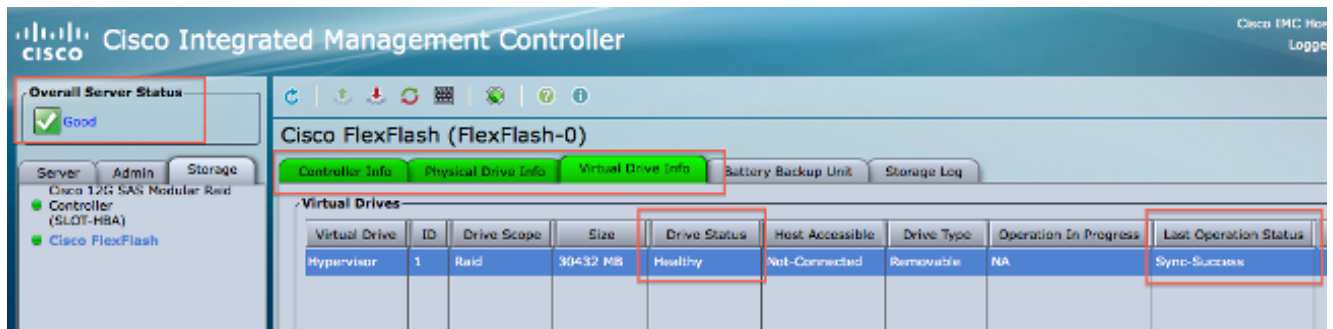 CISCO
Cisco Integrated Management Controller
Cisco IMC Hos
Logge
Overall Server Status
Good
Cisco FlexFlash (FlexFlash-0)
Server Admin Storage
Cisco 12G SAS Modular Raid
Controller
(SLOT-HBA)
Cisco FlexFlash
Controller Info Physical Drive Info Virtual Drive Info Battery Backup Unit Storage Log
Virtual Drives
Virtual Drive ID Drive Scope Size Drive Status Host Accessible Drive Type Operation In Progress Last Operation Status
Hypervisor 1 Raid 30432 MB Healthy Not-Connected Removable NA Sync-Success